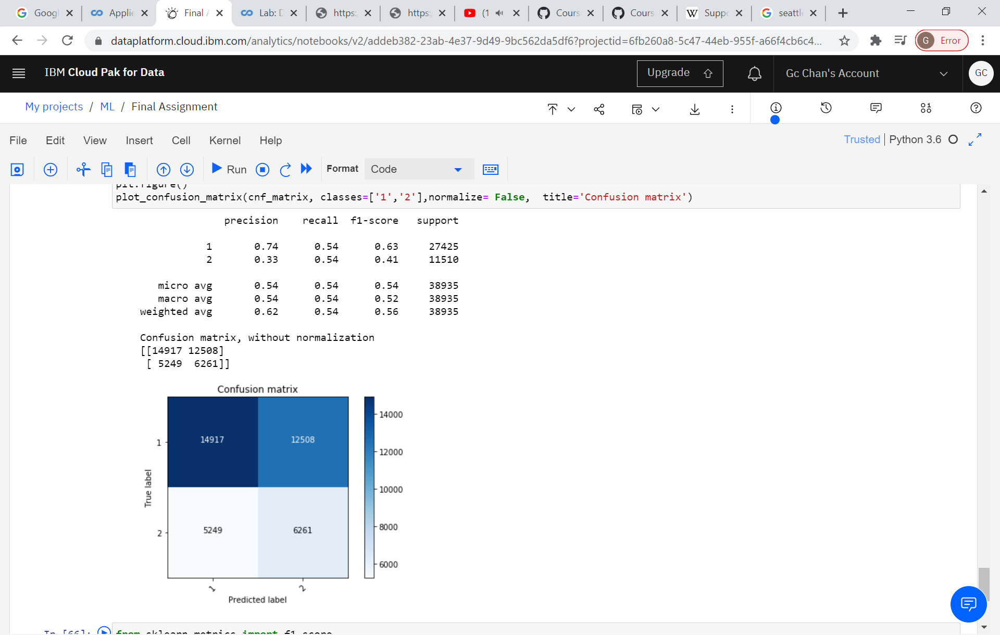 Googl
Applie
Final A
Lab: D
https:
https:
(1
Cours
Cours
W Suppo
seattle
dataplatform.cloud.ibm.com/analytics/notebooks/v2/addeb382-23ab-4e37-9d49-9bc562da5df6?projectid=6fb260a8-5c47-44eb-955f-a66f4cb6c4...
G Error
IBM Cloud Pak for Data
Upgrade
Gc Chan's Account
GC
My projects / ML / Final Assignment
File Edit View Insert Cell Kernel Help
Trusted | Python 3.6
Run
Format
Code
plt.figure()
plot_confusion_matrix(cnf_matrix, classes=['1','2'],normalize= False,  title='Confusion matrix')
precision recall f1-score support
1 0.74 0.54 0.63 27425
2 0.33 0.54 0.41 11510
micro avg 0.54 0.54 0.54 38935
macro avg 0.54 0.54 0.52 38935
weighted avg 0.62 0.54 0.56 38935
Confusion matrix, without normalization
[[14917 12508]
[ 5249  6261]]
Confusion matrix
14000
14917 12508
1
12000
True label
10000
5249 6261
2
8000
6000
1 2
Predicted label
In [66]:
from sklearn.metrics import f1_score